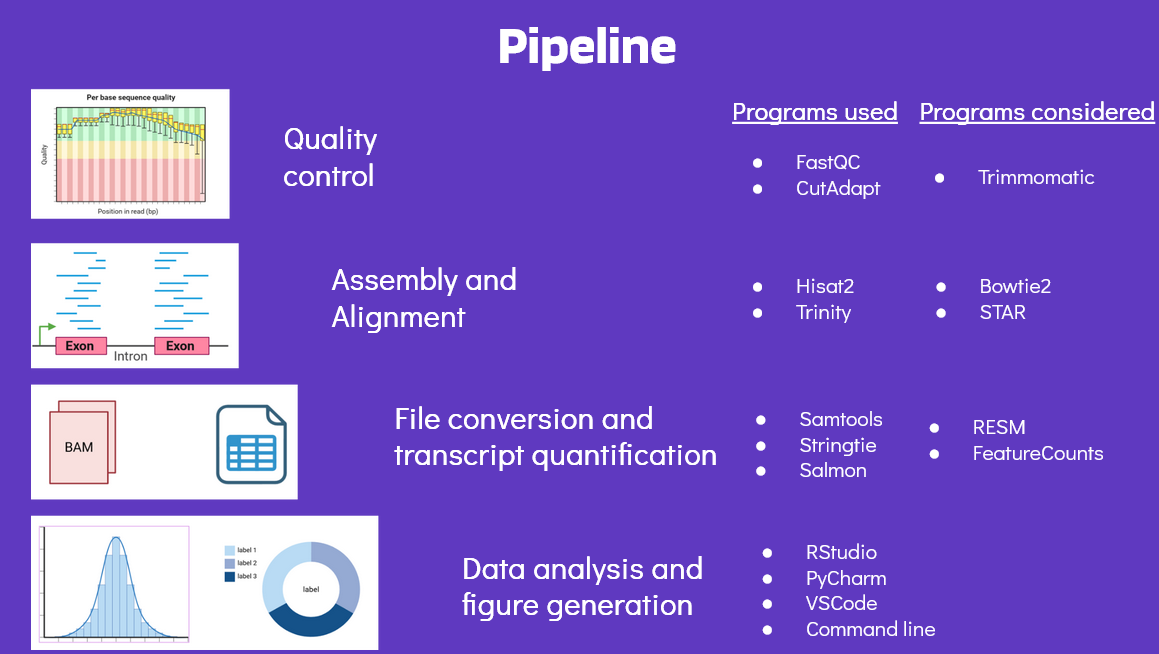 Pipeline
Programs used
Programs considered
Per base sequence quality
Quality
Position in read (bp)
Quality
control
FastQC
CutAdapt
Trimmomatic
Exon
Intron
Exon
Assembly and
Alignment
Hisat2
Trinity
Bowtie2
STAR
BAM
File conversion and
transcript quantification
Samtools
Stringtie
Salmon
RESM
FeatureCounts
label 1
label 2
label 3
label
Data analysis and
figure generation
RStudio
PyCharm
VSCode
Command line